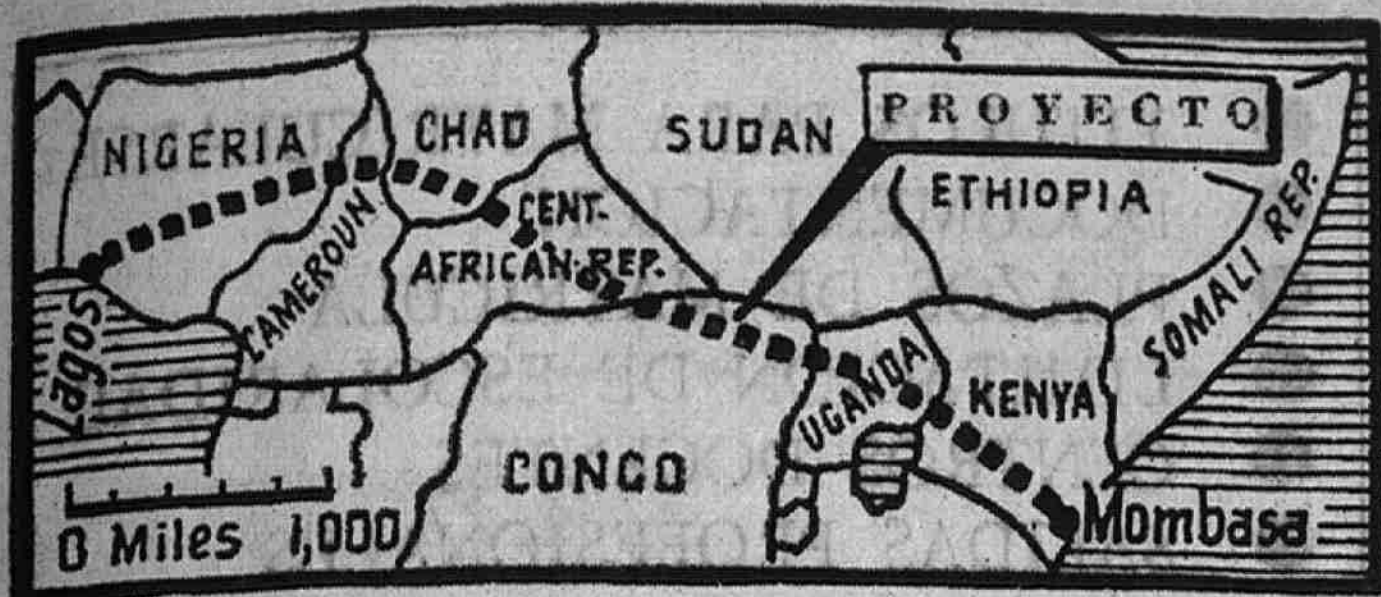 PROYECTO
NIGERIA
CHAD
SUDAN
ETHIOPIA
CENT.
AFRICAN REP.
CAMEROUN
SOMALI REP.
Lagos
UGANDA
KENYA
CONGO
0 Miles 1,000
Mombasa